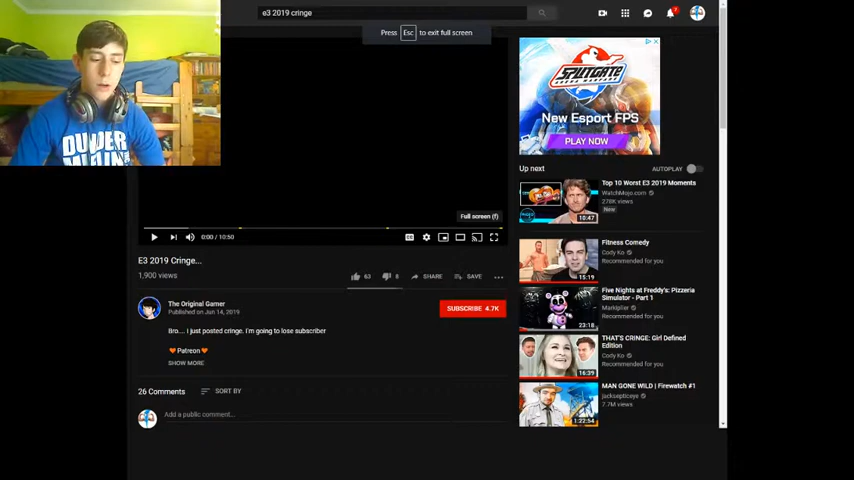 e3 2019 cringe
Press Esc to exit full screen
7
DUNDER
MIFFLIN
SPLITGATE
ARENA WARFARE
New Esport FPS
PLAY NOW
Full screen (f)
0:00 / 10:50
E3 2019 Cringe...
1,900 views
63
8
SHARE
SAVE
The Original Gamer
Published on Jun 14, 2019
SUBSCRIBE 4.7K
Bro.... i just posted cringe. I'm going to lose subscriber
Patreon
SHOW MORE
26 Comments
SORT BY
Add a public comment...
Up next
AUTOPLAY
10:47
Top 10 Worst E3 2019 Moments
WatchMojo.com
278K views
New
15:19
Fitness Comedy
Cody Ko
Recommended for you
23:18
Five Nights at Freddy's: Pizzeria
Simulator - Part 1
Markiplier
Recommended for you
16:39
THAT'S CRINGE: Girl Defined
Edition
Cody Ko
Recommended for you
1:22:54
MAN GONE WILD | Firewatch #1
jacksepticeye
7.7M views